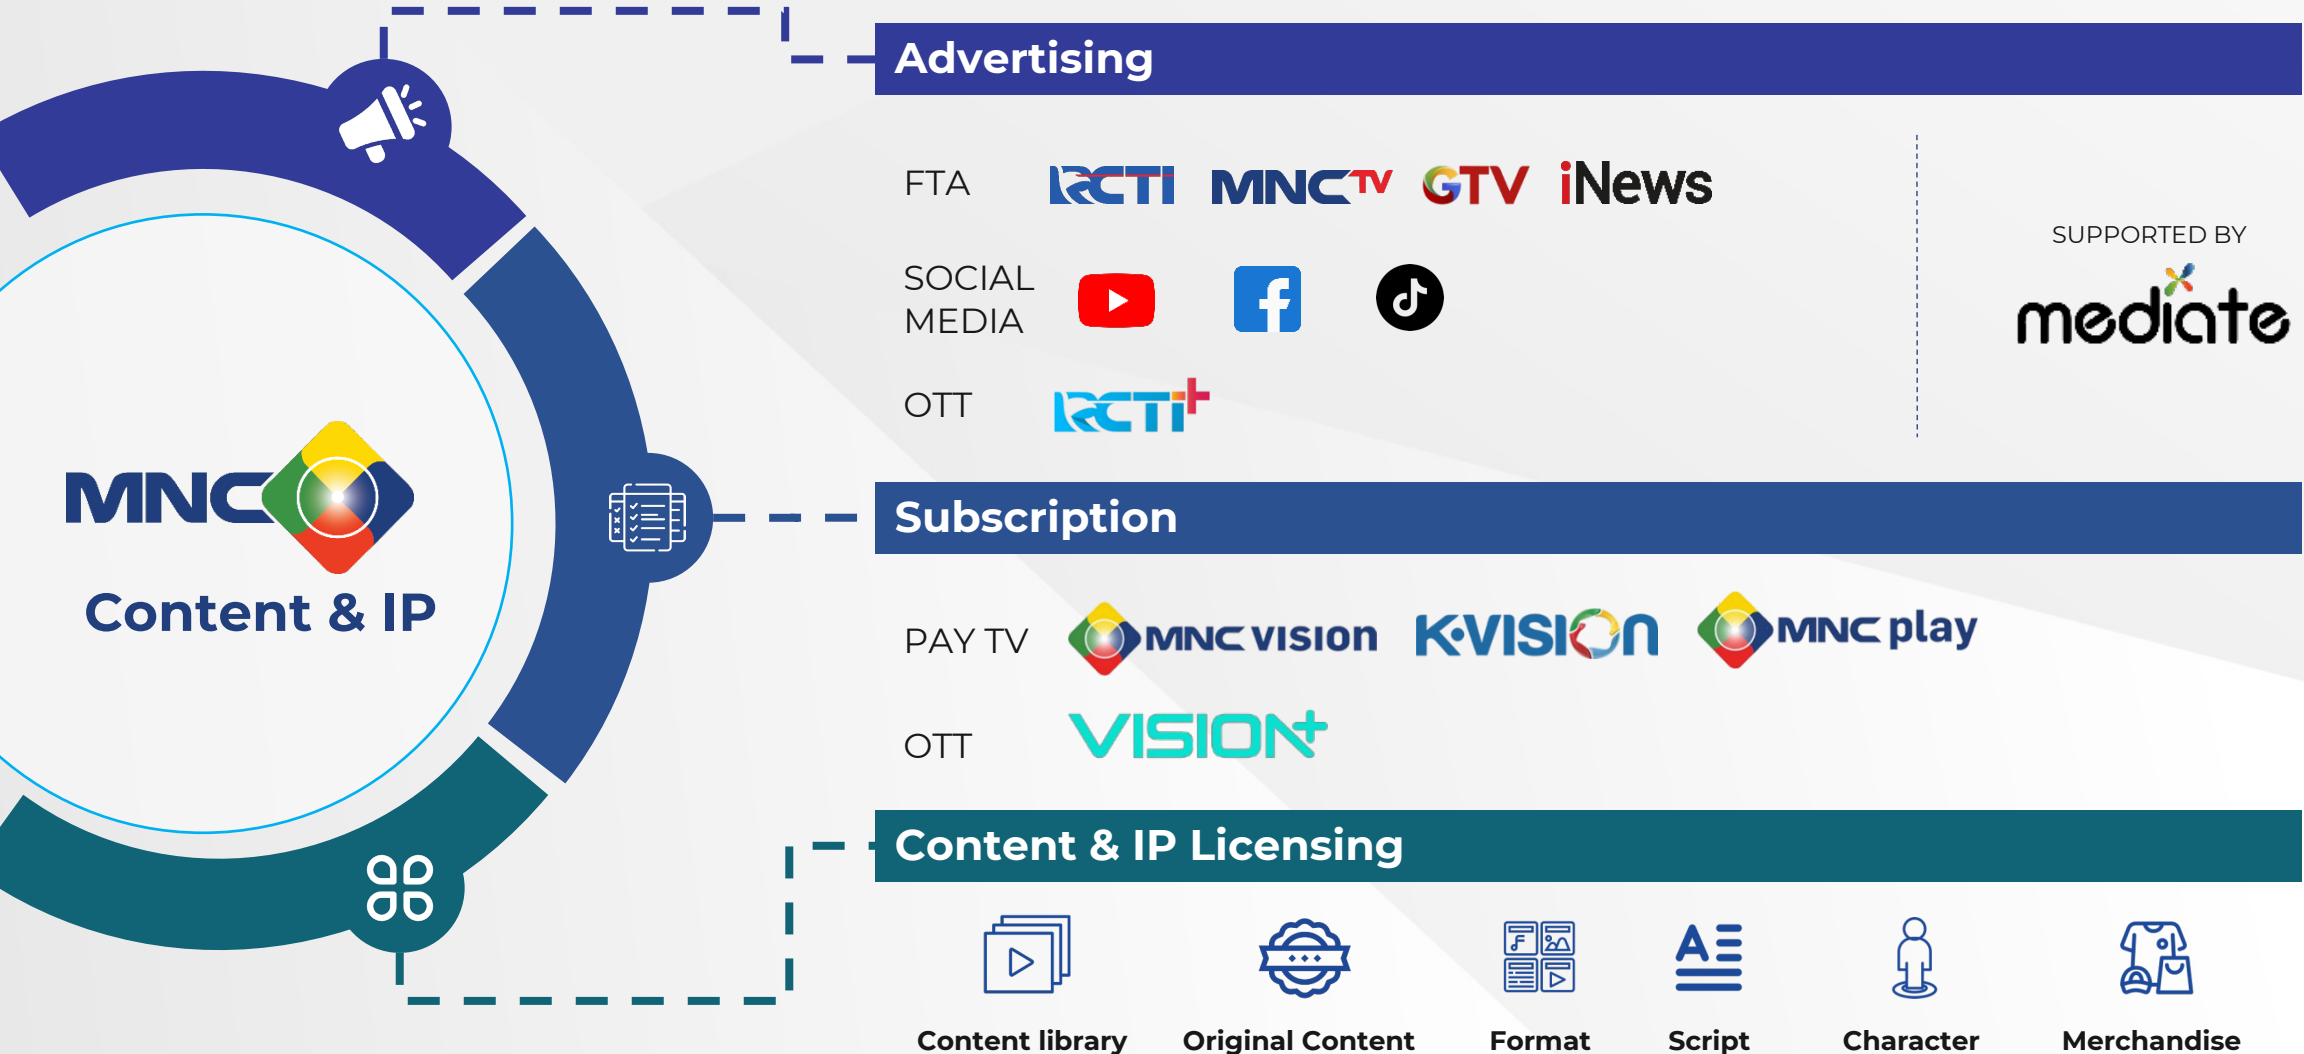 MNC
Content & IP
Advertising
FTA RCTI MNCTV GTV iNews
SOCIAL
MEDIA
OTT RCTI+
SUPPORTED BY
mediate
Subscription
PAY TV MNC vision K-VISION MNC play
OTT VISION+
Content & IP Licensing
Content library Original Content Format Script Character Merchandise